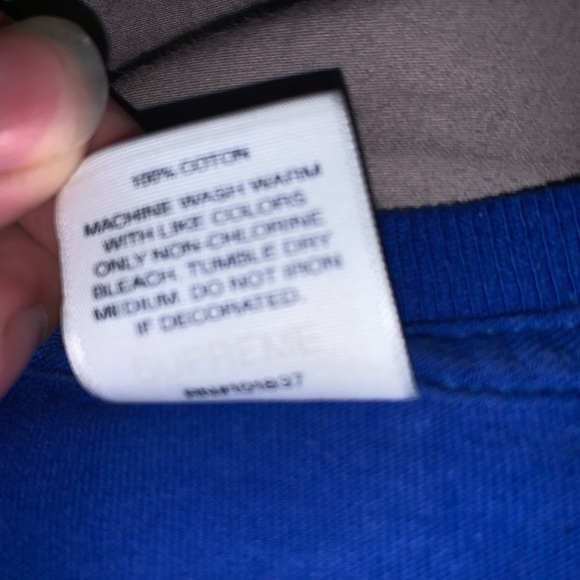 100% COTTON
MACHINE WASH WARM
WITH LIKE COLORS
ONLY NON-CHLORINE
BLEACH. TUMBLE DRY
MEDIUM. DO NOT IRON
IF DECORATED.
SUPREME